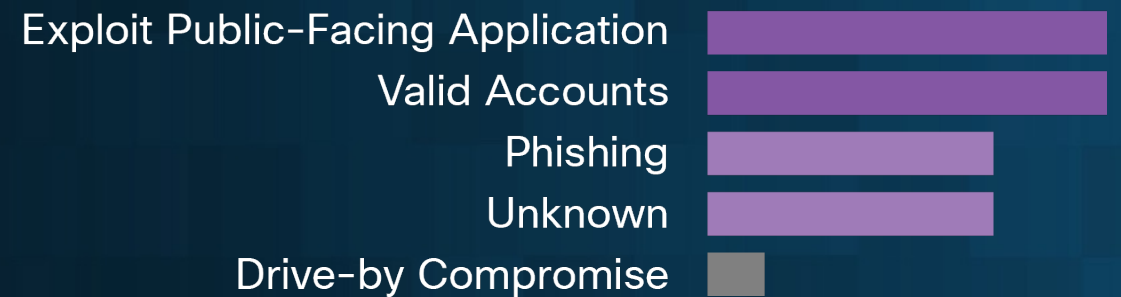 Exploit Public-Facing Application
Valid Accounts
Phishing
Unknown
Drive-by Compromise